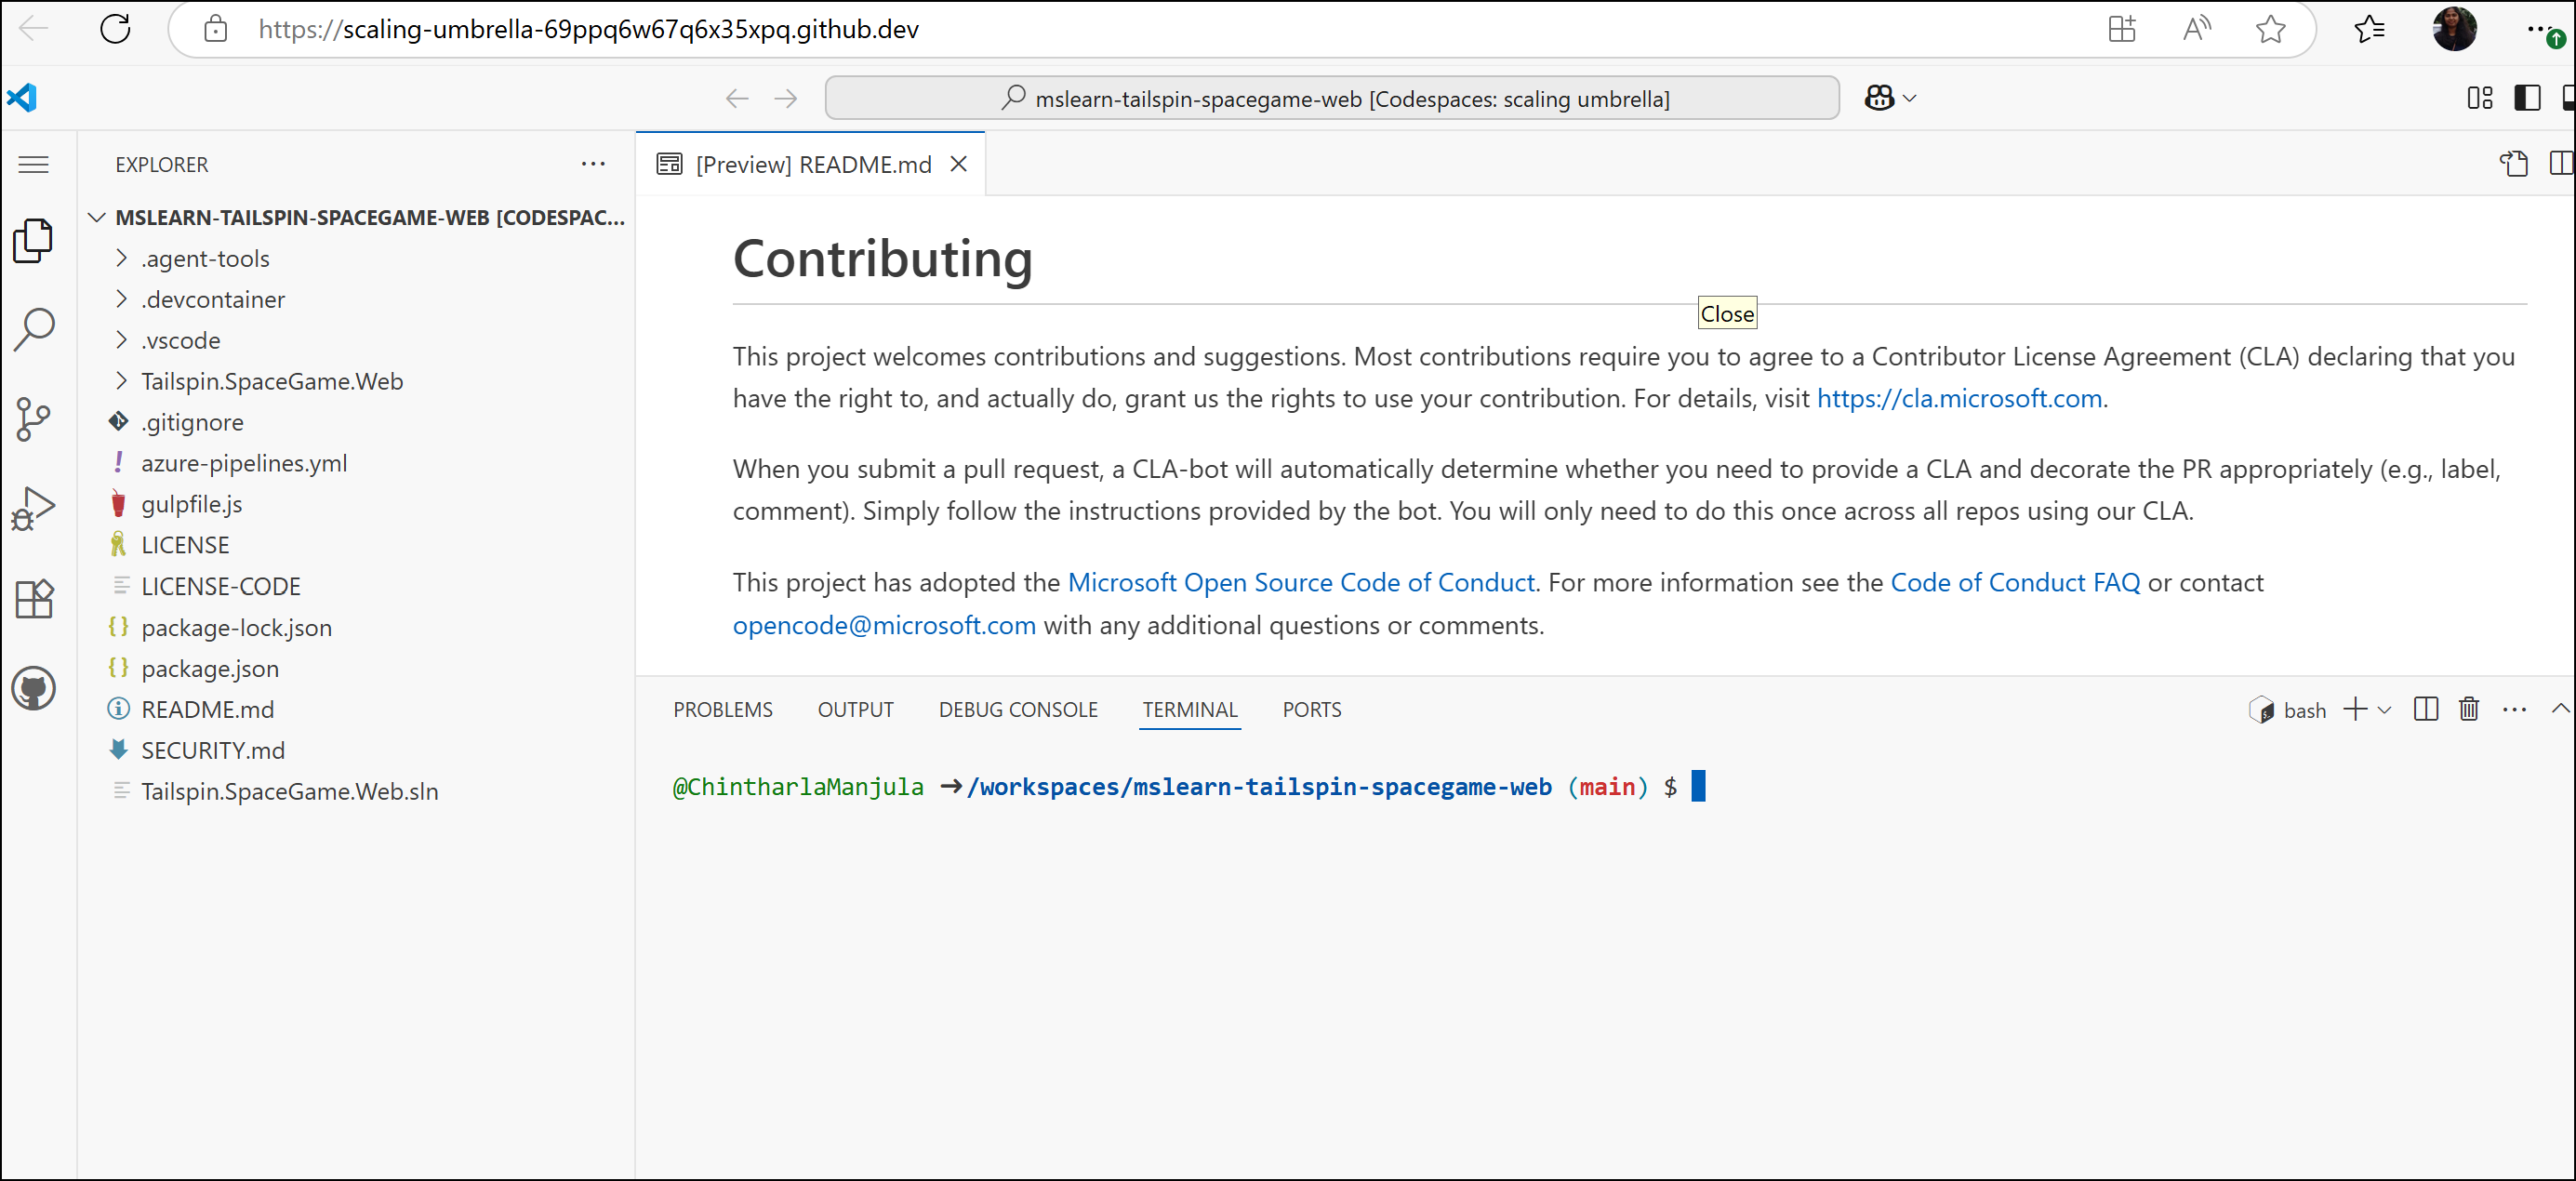 https://scaling-umbrella-69ppq6w67q6x35xpq.github.dev
mslearn-tailspin-spacegame-web [Codespaces: scaling umbrella]
EXPLORER
MSLEARN-TAILSPIN-SPACEGAME-WEB [CODESPAC...
.agent-tools
.devcontainer
.vscode
Tailspin.SpaceGame.Web
.gitignore
azure-pipelines.yml
gulpfile.js
LICENSE
LICENSE-CODE
package-lock.json
package.json
README.md
SECURITY.md
Tailspin.SpaceGame.Web.sln
[Preview] README.md
Contributing
Close
This project welcomes contributions and suggestions. Most contributions require you to agree to a Contributor License Agreement (CLA) declaring that you
have the right to, and actually do, grant us the rights to use your contribution. For details, visit https://cla.microsoft.com.
When you submit a pull request, a CLA-bot will automatically determine whether you need to provide a CLA and decorate the PR appropriately (e.g., label,
comment). Simply follow the instructions provided by the bot. You will only need to do this once across all repos using our CLA.
This project has adopted the Microsoft Open Source Code of Conduct. For more information see the Code of Conduct FAQ or contact
opencode@microsoft.com with any additional questions or comments.
PROBLEMS OUTPUT DEBUG CONSOLE TERMINAL PORTS
bash
@ChintharlaManjula ➜/workspaces/mslearn-tailspin-spacegame-web (main) $